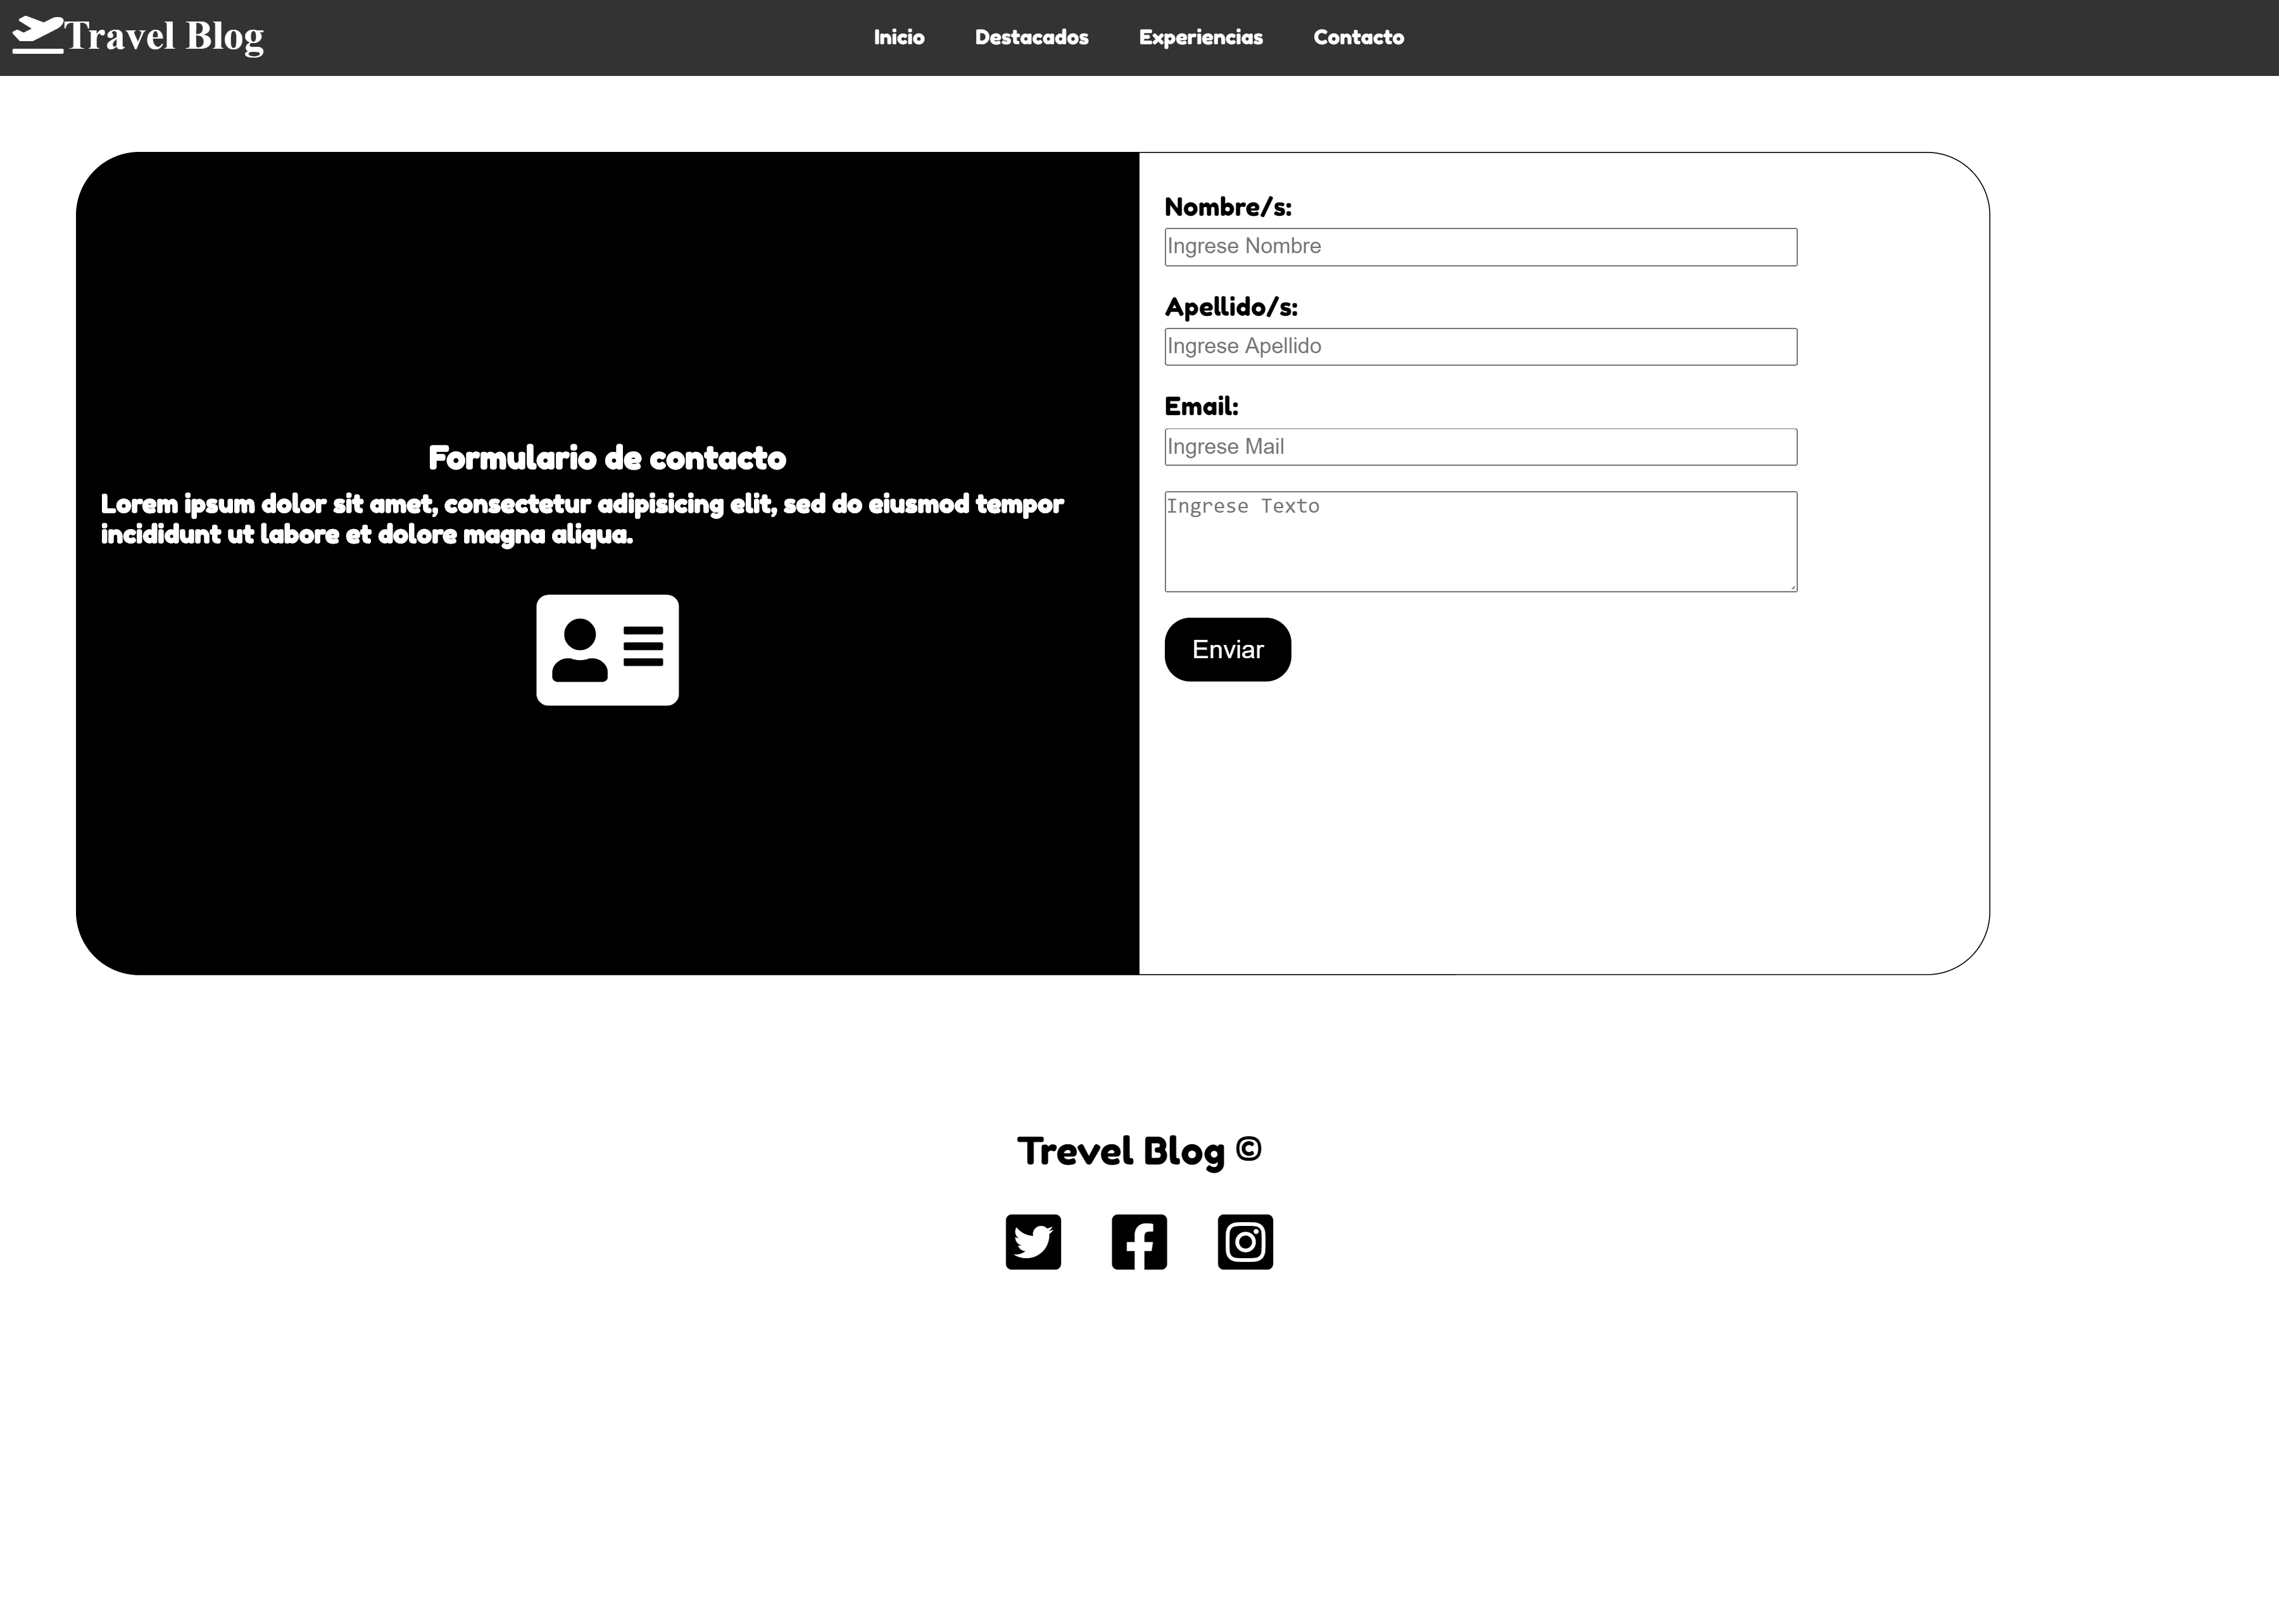 Travel Blog
Inicio Destacados Experiencias Contacto
Formulario de contacto
Lorem ipsum dolor sit amet, consectetur adipisicing elit, sed do eiusmod tempor
incididunt ut labore et dolore magna aliqua.
Nombre/s:
Ingrese Nombre
Apellido/s:
Ingrese Apellido
Email:
Ingrese Mail
Ingrese Texto
Enviar
Trevel Blog ©